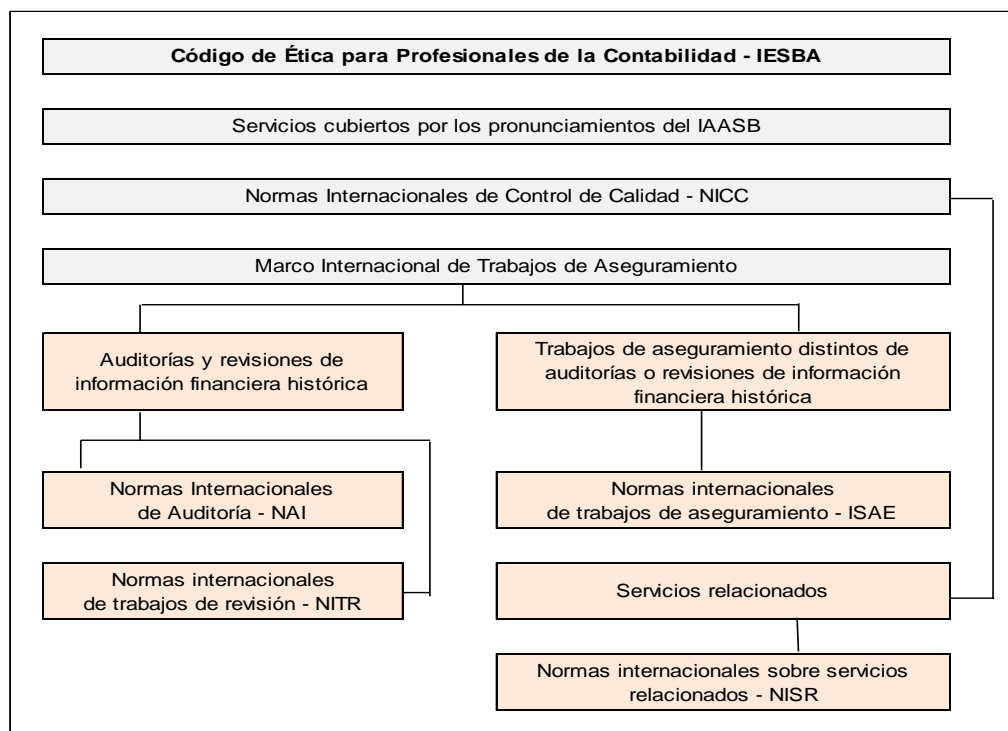 Código de Ética para Profesionales de la Contabilidad - IESBA
Servicios cubiertos por los pronunciamientos del IAASB
Normas Internacionales de Control de Calidad - NICC
Marco Internacional de Trabajos de Aseguramiento
Auditorías y revisiones de
información financiera histórica
Trabajos de aseguramiento distintos de
auditorías o revisiones de información
financiera histórica
Normas Internacionales
de Auditoría - NAI
Normas internacionales
de trabajos de aseguramiento - ISAE
Normas internacionales
de trabajos de revisión - NITR
Servicios relacionados
Normas internacionales sobre servicios
relacionados - NISR